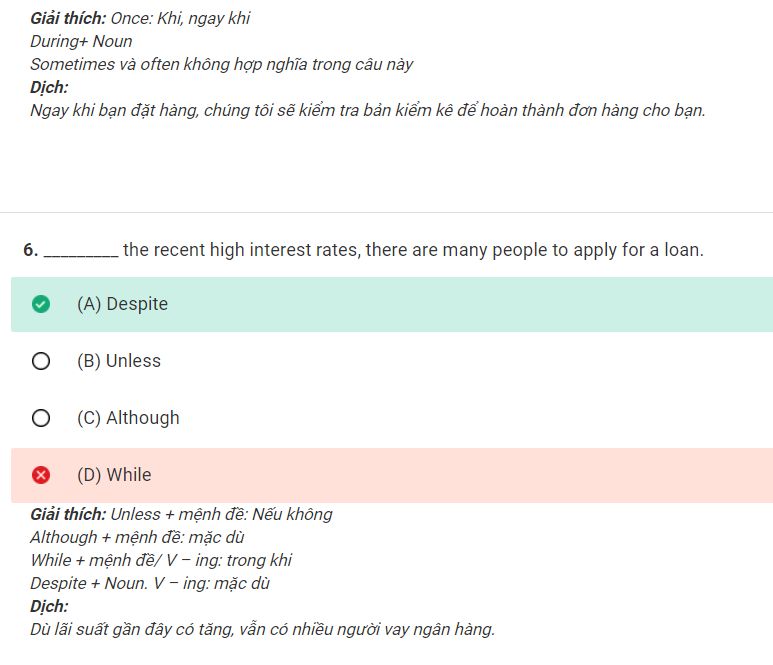 Giải thích: Once: Khi, ngay khi
During+ Noun
Sometimes và often không hợp nghĩa trong câu này
Dịch:
Ngay khi bạn đặt hàng, chúng tôi sẽ kiểm tra bản kiểm kê để hoàn thành đơn hàng cho bạn.
6. _________ the recent high interest rates, there are many people to apply for a loan.
(A) Despite
(B) Unless
(C) Although
(D) While
Giải thích: Unless + mệnh đề: Nếu không
Although + mệnh đề: mặc dù
While + mệnh đề/ V – ing: trong khi
Despite + Noun. V – ing: mặc dù
Dịch:
Dù lãi suất gần đây có tăng, vẫn có nhiều người vay ngân hàng.